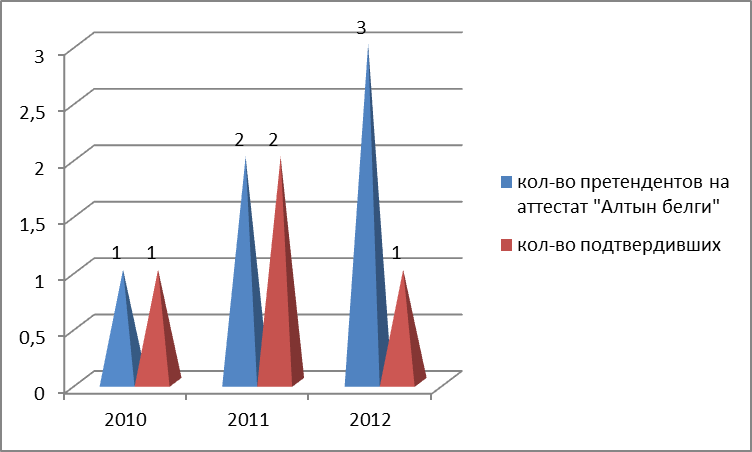 3
2,5
2
1,5
1
0,5
0
1 1
2 2
3
1
2010 2011 2012
кол-во претендентов на
аттестат "Алтын белги"
кол-во подтвердивших